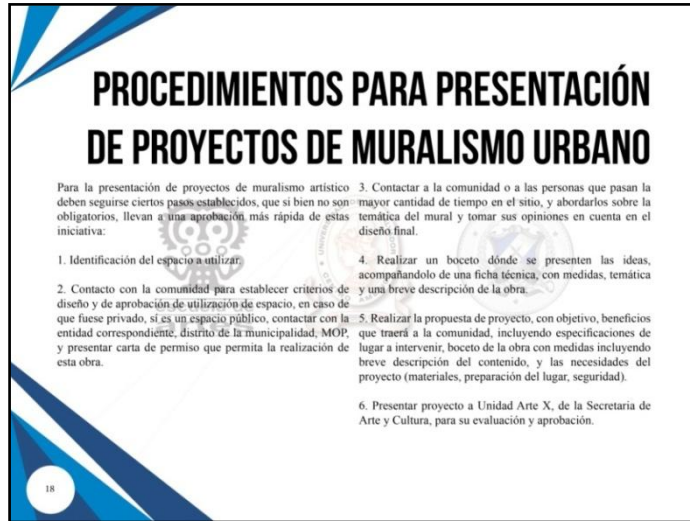 PROCEDIMIENTOS PARA PRESENTACIÓN
DE PROYECTOS DE MURALISMO URBANO
Para la presentación de proyectos de muralismo artístico
deben seguirse ciertos pasos establecidos, que si bien no son
obligatorios, llevan a una aprobación más rápida de estas
iniciativa:
1. Identificación del espacio a utilizar.
2. Contacto con la comunidad para establecer criterios de
diseño y de aprobación de utilización de espacio, en caso de
que fuese privado, sí es un espacio público, contactar con la
entidad correspondiente, distrito de la municipalidad, MOP,
y presentar carta de permiso que permita la realización de
esta obra.
3. Contactar a la comunidad o a las personas que pasan la
mayor cantidad de tiempo en el sitio, y abordarlos sobre la
temática del mural y tomar sus opiniones en cuenta en el
diseño final.
4. Realizar un boceto dónde se presenten las ideas,
acompañandolo de una ficha técnica, con medidas, temática
y una breve descripción de la obra.
5. Realizar la propuesta de proyecto, con objetivo, beneficios
que traerá a la comunidad, incluyendo especificaciones de
lugar a intervenir, boceto de la obra con medidas incluyendo
breve descripción del contenido, y las necesidades del
proyecto (materiales, preparación del lugar, seguridad).
6. Presentar proyecto a Unidad Arte X, de la Secretaria de
Arte y Cultura, para su evaluación y aprobación.
18